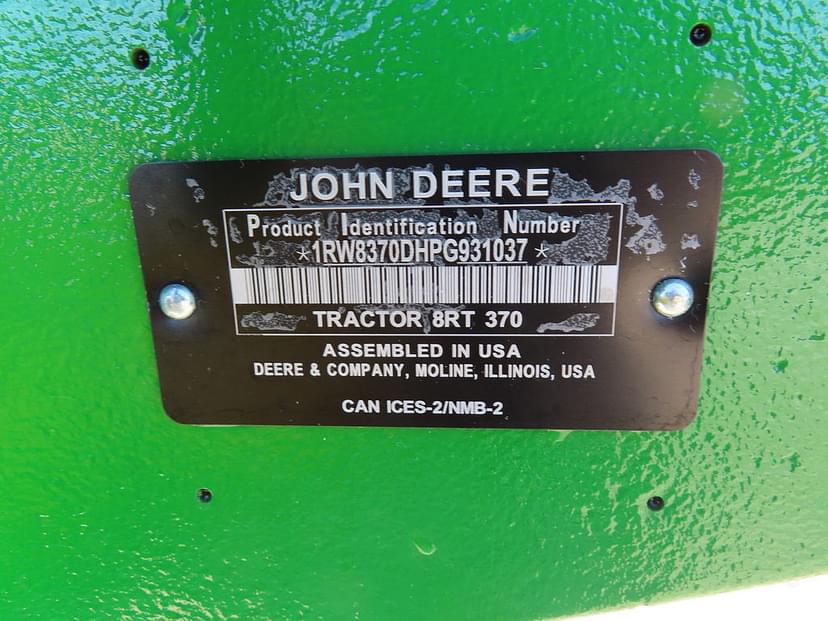 JOHN DEERE
Product Identification Number
*1RW8370DHPG931037*
TRACTOR 8RT 370
ASSEMBLED IN USA
DEERE & COMPANY, MOLINE, ILLINOIS, USA
CAN ICES-2/NMB-2